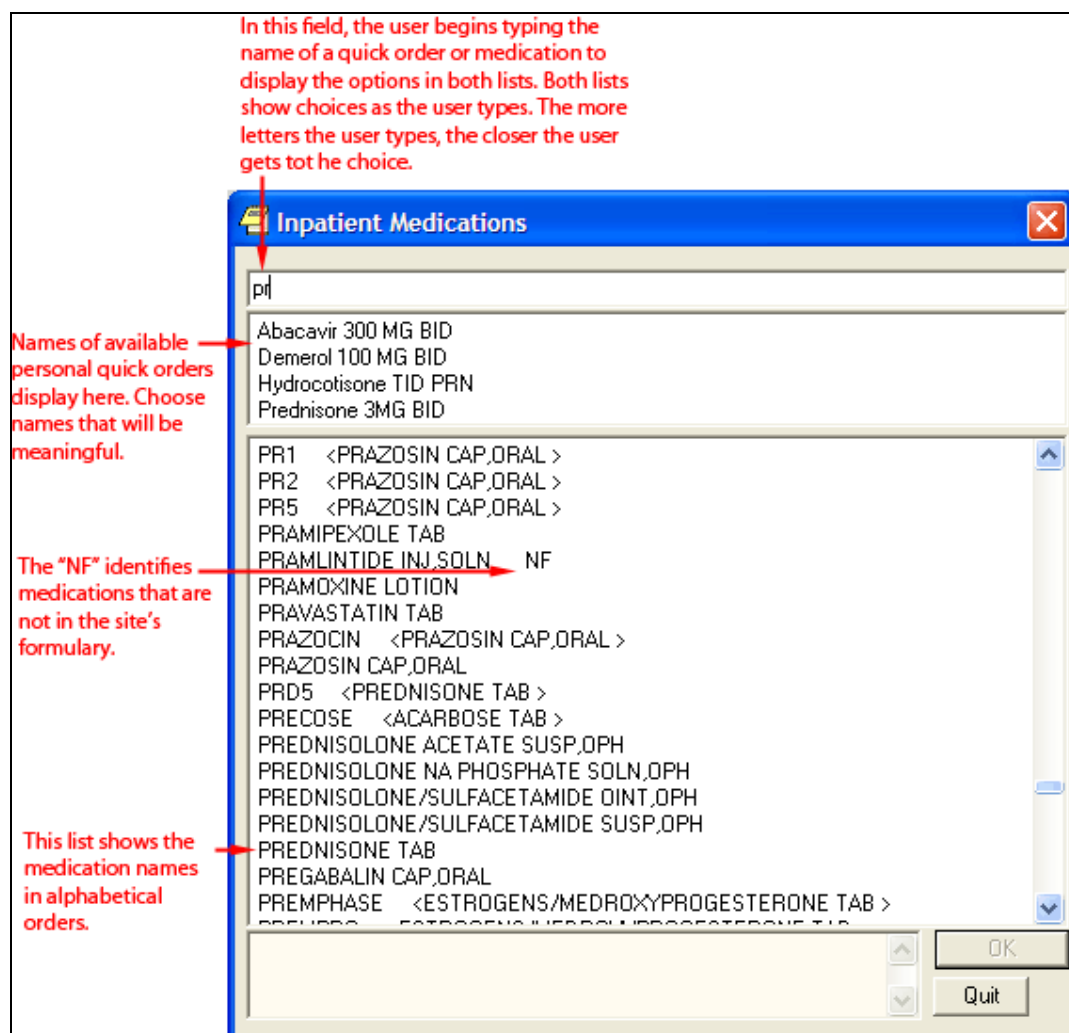 In this field, the user begins typing the
name of a quick order or medication to
display the options in both lists. Both lists
show choices as the user types. The more
letters the user types, the closer the user
gets tot he choice.
Inpatient Medications
pr
Names of available
personal quick orders
display here. Choose
names that will be
meaningful.
Abacavir 300 MG BID
Demerol 100 MG BID
Hydrocotisone TID PRN
Prednisone 3MG BID
PR1 <PRAZOSIN CAP,ORAL >
PR2 <PRAZOSIN CAP,ORAL >
PR5 <PRAZOSIN CAP,ORAL >
PRAMIPEXOLE TAB
PRAMLINTIDE INJ,SOLN NF
PRAMOXINE LOTION
PRAVASTATIN TAB
PRAZOCIN <PRAZOSIN CAP,ORAL >
PRAZOSIN CAP,ORAL
PRD5 <PREDNISONE TAB >
PRECOSE <ACARBOSE TAB >
PREDNISOLONE ACETATE SUSP,OPH
PREDNISOLONE NA PHOSPHATE SOLN,OPH
PREDNISOLONE/SULFACETAMIDE OINT,OPH
PREDNISOLONE/SULFACETAMIDE SUSP,OPH
PREDNISONE TAB
PREGABALIN CAP,ORAL
PREMPHASE <ESTROGENS/MEDROXYPROGESTERONE TAB >
The "NF" identifies
medications that are
not in the site's
formulary.
This list shows the
medication names
in alphabetical
orders.
OK
Quit